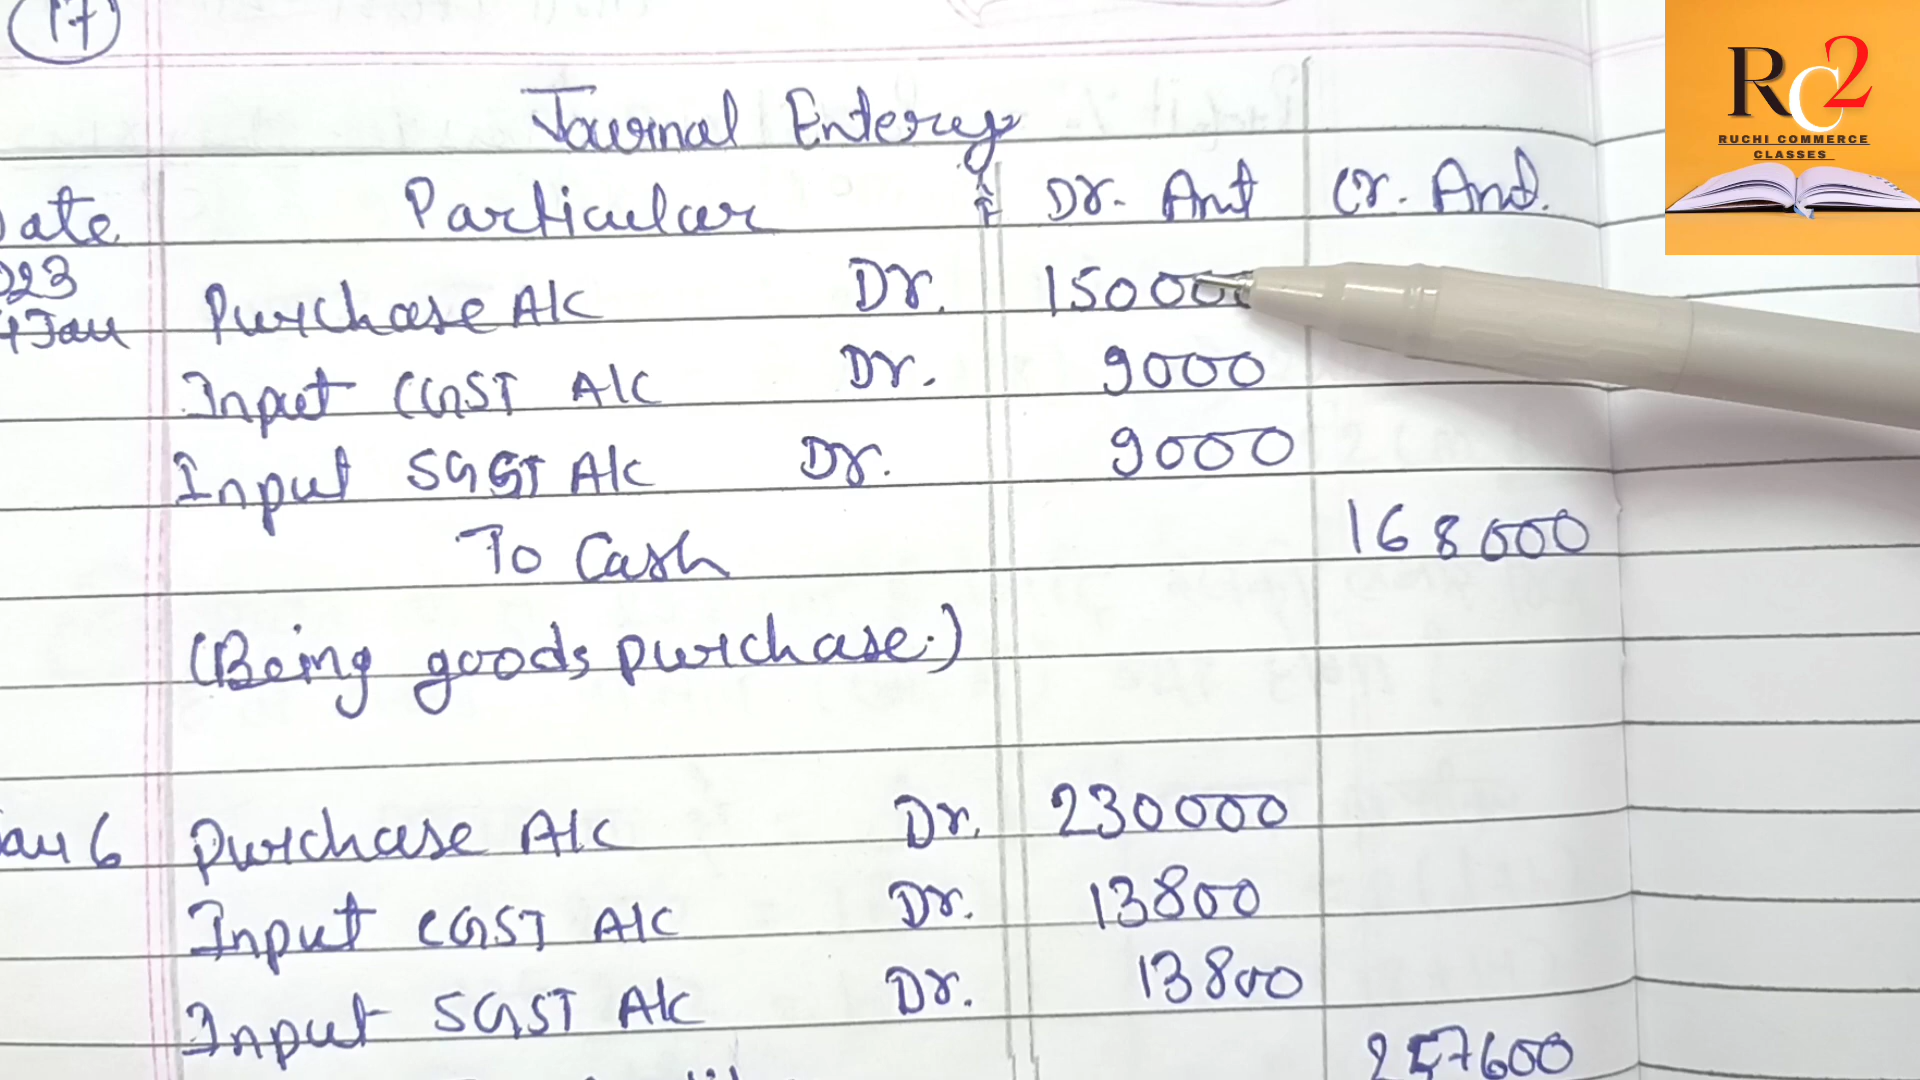 17
Journal Entery
Date Particular L F Dr. Amt Cr. Amt.
2023
4 Jan Purchase A/c Dr. 150000
Input CGST A/c Dr. 9000
Input SGST A/c Dr. 9000
To Cash 168000
(Being goods purchase.)
Jan 6 Purchase A/c Dr. 230000
Input CGST A/c Dr. 13800
Input SGST A/c Dr. 13800
257600
RC2
RUCHI COMMERCE
CLASSES